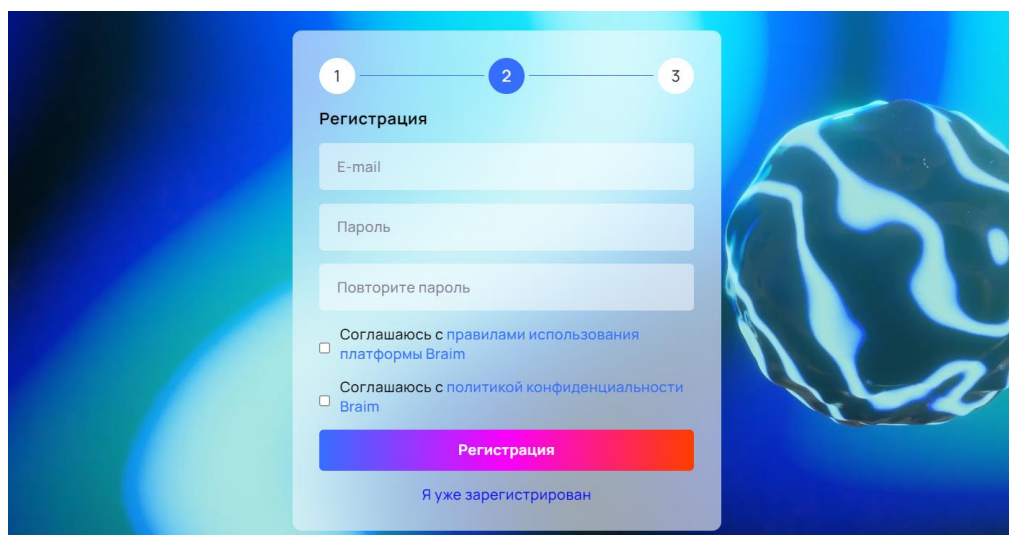 1 2 3
Регистрация
E-mail
Пароль
Повторите пароль
Соглашаюсь с правилами использования
платформы Braim
Соглашаюсь с политикой конфиденциальности
Braim
Регистрация
Я уже зарегистрирован